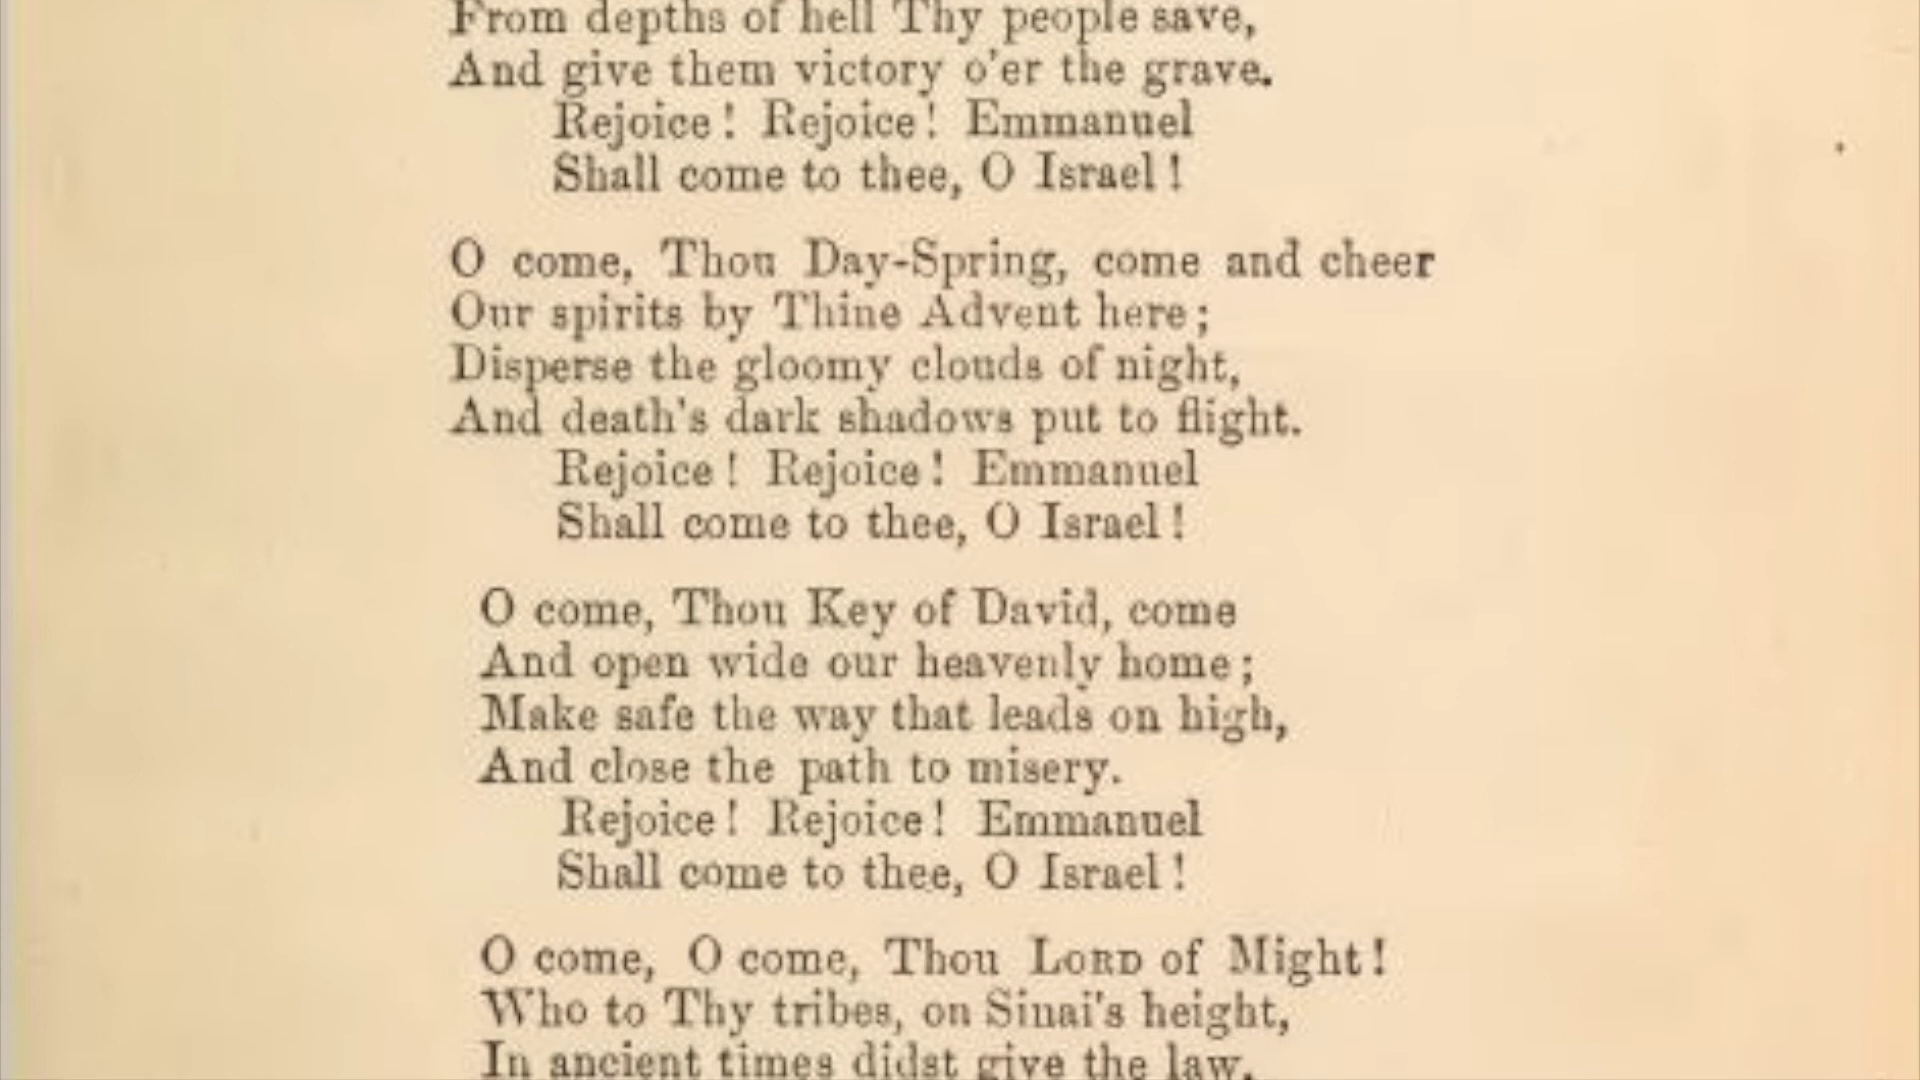 From depths of hell Thy people save,
And give them victory o'er the grave.
Rejoice! Rejoice! Emmanuel
Shall come to thee, O Israel!
O come, Thou Day-Spring, come and cheer
Our spirits by Thine Advent here;
Disperse the gloomy clouds of night,
And death's dark shadows put to flight.
Rejoice! Rejoice! Emmanuel
Shall come to thee, O Israel!
O come, Thou Key of David, come
And open wide our heavenly home;
Make safe the way that leads on high,
And close the path to misery.
Rejoice! Rejoice! Emmanuel
Shall come to thee, O Israel!
O come, O come, Thou LORD of Might!
Who to Thy tribes, on Sinai's height,
In ancient times didst give the law,